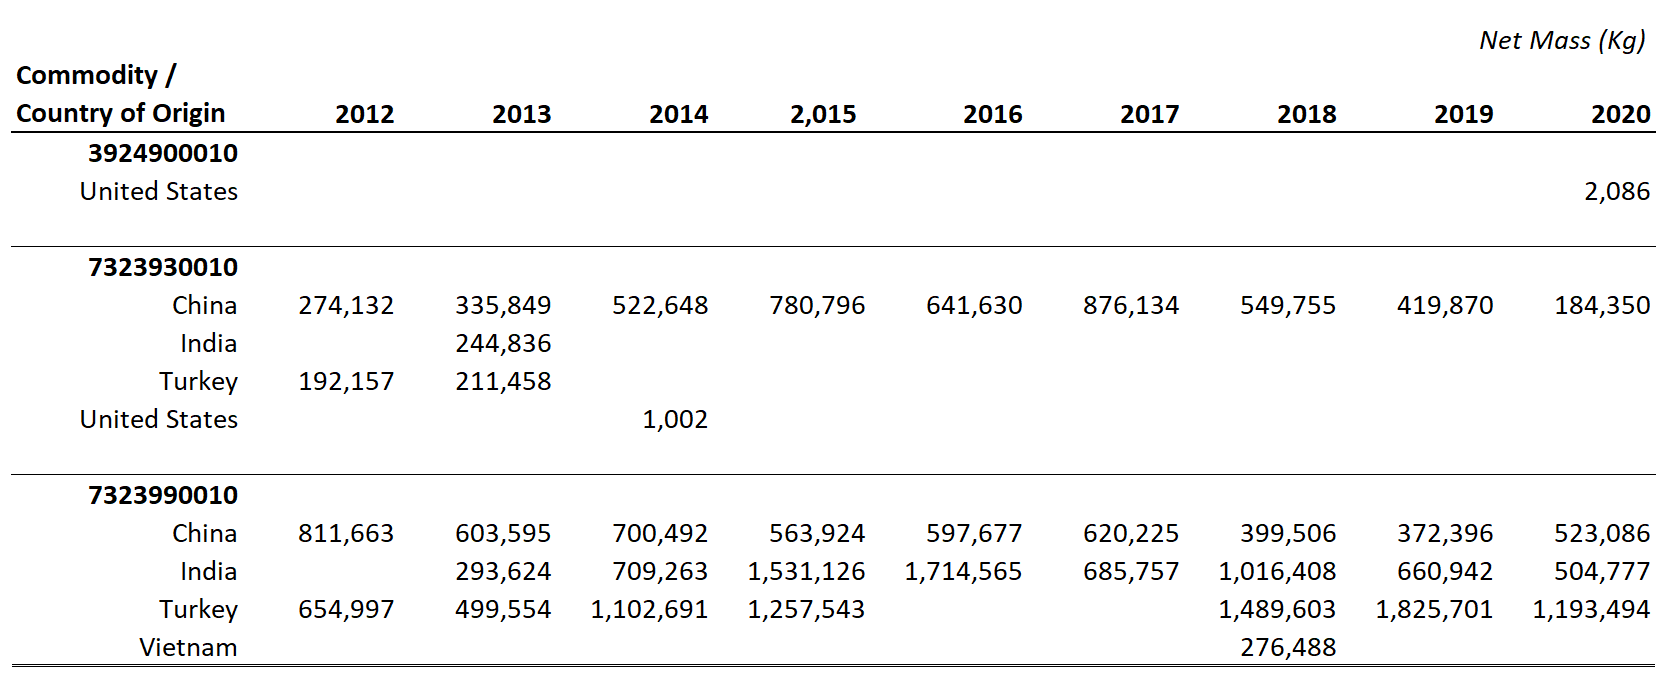 Net Mass (Kg)
Commodity /
Country of Origin 2012 2013 2014 2,015 2016 2017 2018 2019 2020
3924900010
United States 2,086
7323930010
China 274,132 335,849 522,648 780,796 641,630 876,134 549,755 419,870 184,350
India 244,836
Turkey 192,157 211,458
United States 1,002
7323990010
China 811,663 603,595 700,492 563,924 597,677 620,225 399,506 372,396 523,086
India 293,624 709,263 1,531,126 1,714,565 685,757 1,016,408 660,942 504,777
Turkey 654,997 499,554 1,102,691 1,257,543 1,489,603 1,825,701 1,193,494
Vietnam 276,488